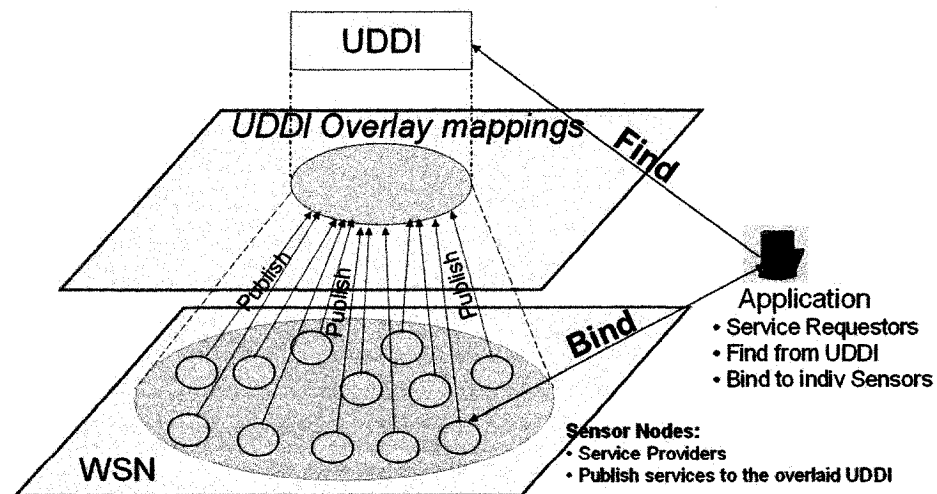 UDDI
UDDI Overlay mappings
Find
Publish
Publish
Publish
Application
• Service Requestors
• Find from UDDI
• Bind to indiv Sensors
Bind
Sensor Nodes:
• Service Providers
• Publish services to the overlaid UDDI
WSN